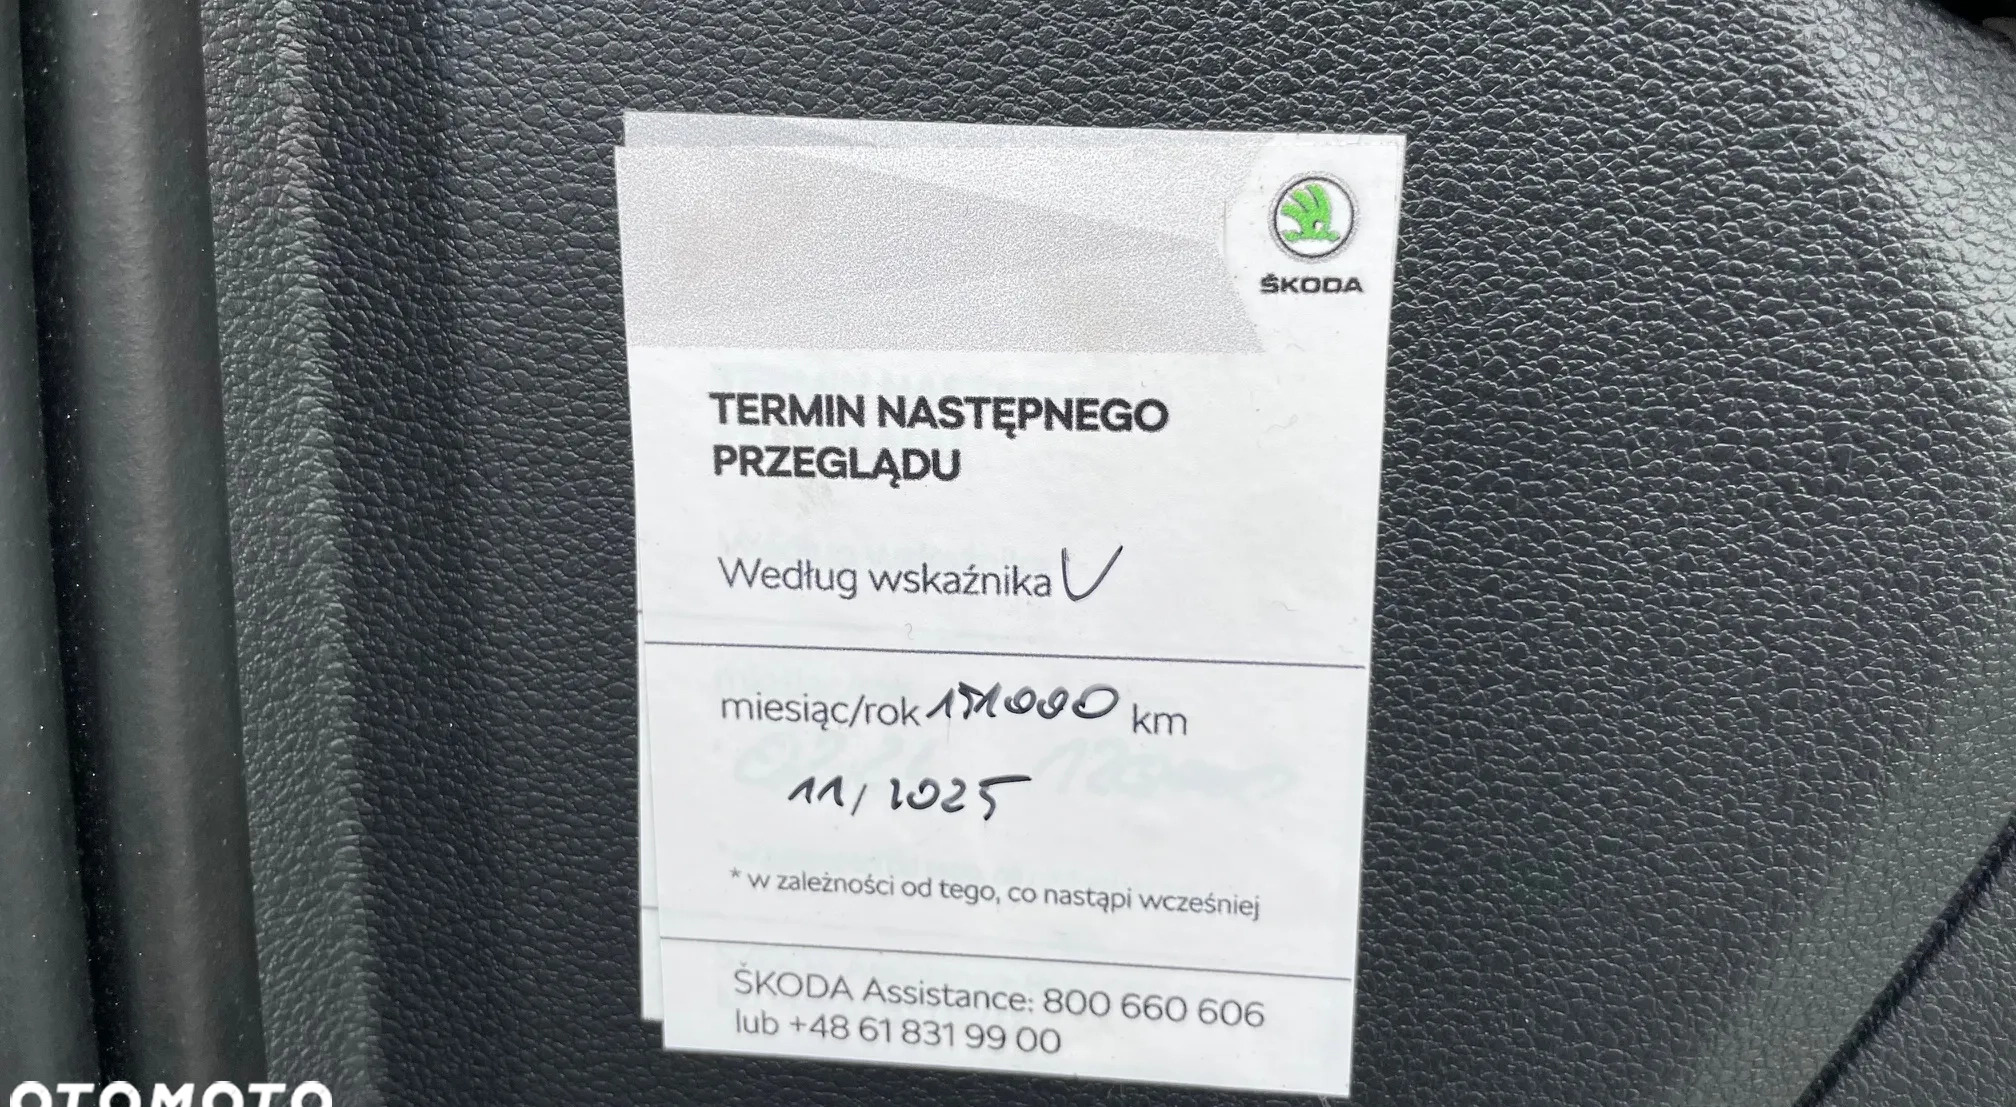 ŠKODA
TERMIN NASTĘPNEGO
PRZEGLĄDU
Według wskaźnika V
miesiąc/rok 151000 km
11/2025
* w zależności od tego, co nastąpi wcześniej
ŠKODA Assistance: 800 660 606
lub +48 61 831 99 00
OTOMOTO